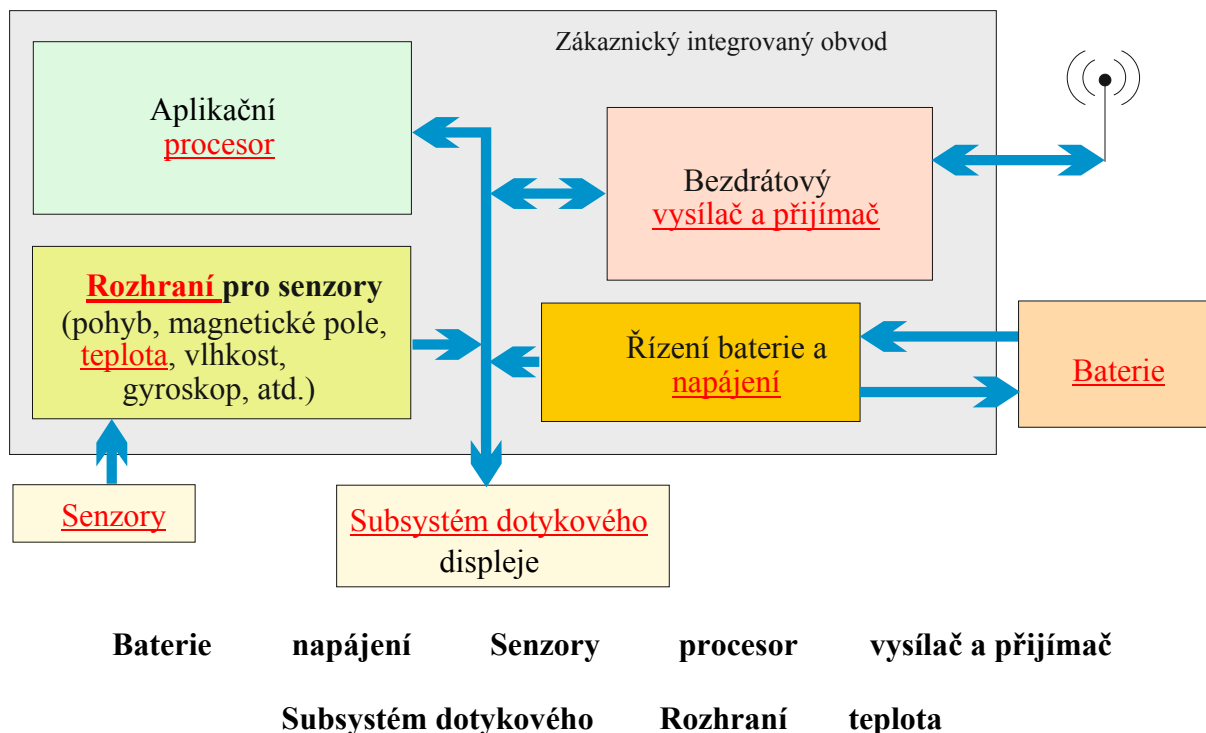 Zákaznický integrovaný obvod
Aplikační
procesor
Bezdrátový
vysílač a přijímač
Rozhraní pro senzory
(pohyb, magnetické pole,
teplota, vlhkost,
gyroskop, atd.)
Řízení baterie a
napájení
Baterie
Senzory
Subsystém dotykového
displeje
Baterie napájení Senzory procesor vysílač a přijímač
Subsystém dotykového Rozhraní teplota